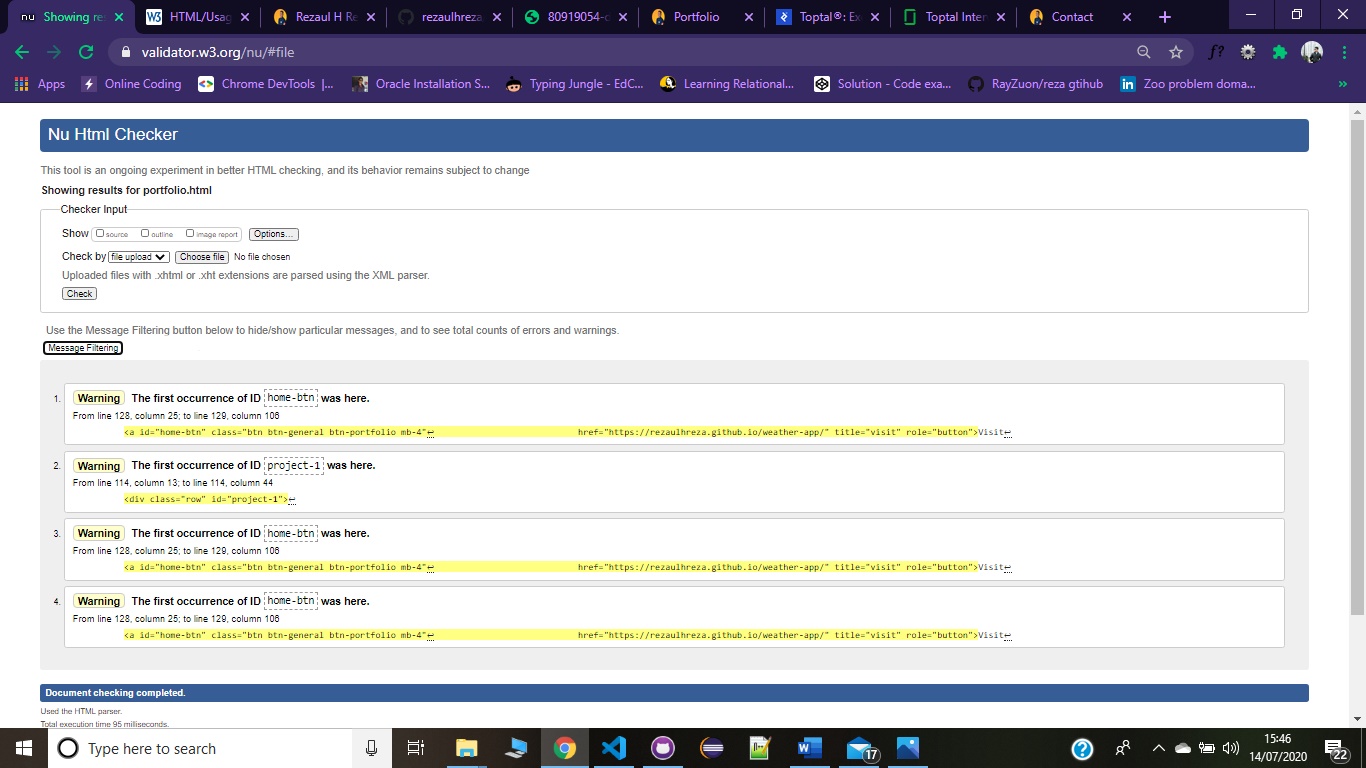 nu Showing re
W3 HTML/Usag
Rezaul H Re
rezaulhreza
80919054-d
Portfolio
Toptal®: Ex
Toptal Inter
Contact
validator.w3.org/nu/#file
f?
Apps
Online Coding
Chrome DevTools |...
Oracle Installation S...
Typing Jungle - EdC...
Learning Relational...
Solution - Code exa...
RayZuon/reza gtihub
in Zoo problem doma...
»
Nu Html Checker
This tool is an ongoing experiment in better HTML checking, and its behavior remains subject to change
Showing results for portfolio.html
Checker Input
Show source outline image report Options...
Check by file upload Choose file No file chosen
Uploaded files with .xhtml or .xht extensions are parsed using the XML parser.
Check
Use the Message Filtering button below to hide/show particular messages, and to see total counts of errors and warnings.
Message Filtering
1. Warning The first occurrence of ID home-btn was here.
From line 128, column 25; to line 129, column 106
<a id="home-btn" class="btn btn-general btn-portfolio mb-4"↩ href="https://rezaulhreza.github.io/weather-app/" title="visit" role="button">Visit↩
2. Warning The first occurrence of ID project-1 was here.
From line 114, column 13; to line 114, column 44
<div class="row" id="project-1">↩
3. Warning The first occurrence of ID home-btn was here.
From line 128, column 25; to line 129, column 106
<a id="home-btn" class="btn btn-general btn-portfolio mb-4"↩ href="https://rezaulhreza.github.io/weather-app/" title="visit" role="button">Visit↩
4. Warning The first occurrence of ID home-btn was here.
From line 128, column 25; to line 129, column 106
<a id="home-btn" class="btn btn-general btn-portfolio mb-4"↩ href="https://rezaulhreza.github.io/weather-app/" title="visit" role="button">Visit↩
Document checking completed.
Used the HTML parser.
Total execution time 95 milliseconds.
Type here to search
17
15:46
14/07/2020
22